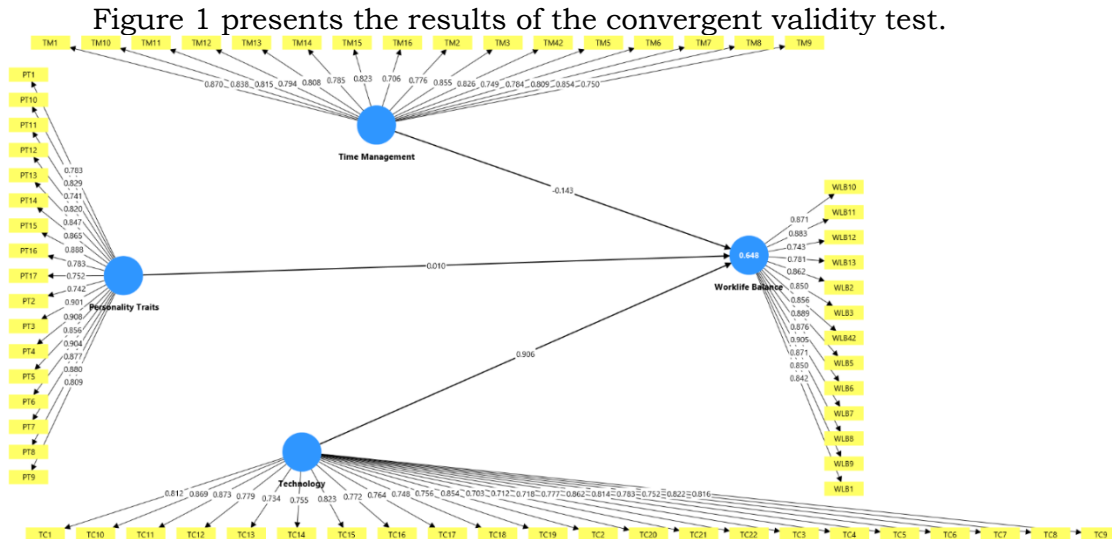 Figure 1 presents the results of the convergent validity test.
TM1 TM10 TM11 TM12 TM13 TM14 TM15 TM16 TM2 TM3 TM42 TM5 TM6 TM7 TM8 TM9
0.870 0.838 0.815 0.794 0.808 0.785 0.823 0.706 0.776 0.855 0.826 0.749 0.784 0.809 0.854 0.750
Time Management
PT1
PT10
PT11
PT12
PT13
PT14
PT15
PT16
PT17
PT2
PT3
PT4
PT5
PT6
PT7
PT8
PT9
0.783
0.829
0.741
0.820
0.847
0.865
0.888
0.783
0.752
0.742
0.901
0.908
0.856
0.904
0.877
0.880
0.809
Personality Traits
-0.143
0.010
0.906
0.648
Worklife Balance
0.871
0.883
0.743
0.781
0.862
0.850
0.856
0.889
0.876
0.905
0.871
0.850
0.842
WLB10
WLB11
WLB12
WLB13
WLB2
WLB3
WLB42
WLB5
WLB6
WLB7
WLB8
WLB9
WLB1
Technology
0.812 0.869 0.873 0.779 0.734 0.755 0.823 0.772 0.764 0.748 0.756 0.854 0.703 0.712 0.718 0.777 0.862 0.814 0.783 0.752 0.822 0.816
TC1 TC10 TC11 TC12 TC13 TC14 TC15 TC16 TC17 TC18 TC19 TC2 TC20 TC21 TC22 TC3 TC4 TC5 TC6 TC7 TC8 TC9